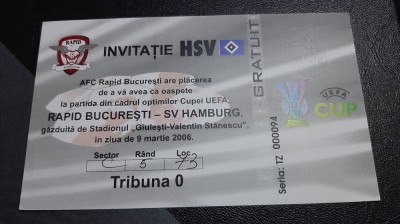 RAPID
INVITAȚIE HSV
AFC Rapid București are plăcerea
de a vă avea ca oaspete
la partida din cadrul optimilor Cupei UEFA:
RAPID BUCUREȘTI – SV HAMBURG,
găzduită de Stadionul „Giulești-Valentin Stănescu”,
în ziua de 9 martie 2006.
Sector Rând Loc
C 5 73
Tribuna 0
GRATUIT
Seria: TZ 000094
UEFA
CUP